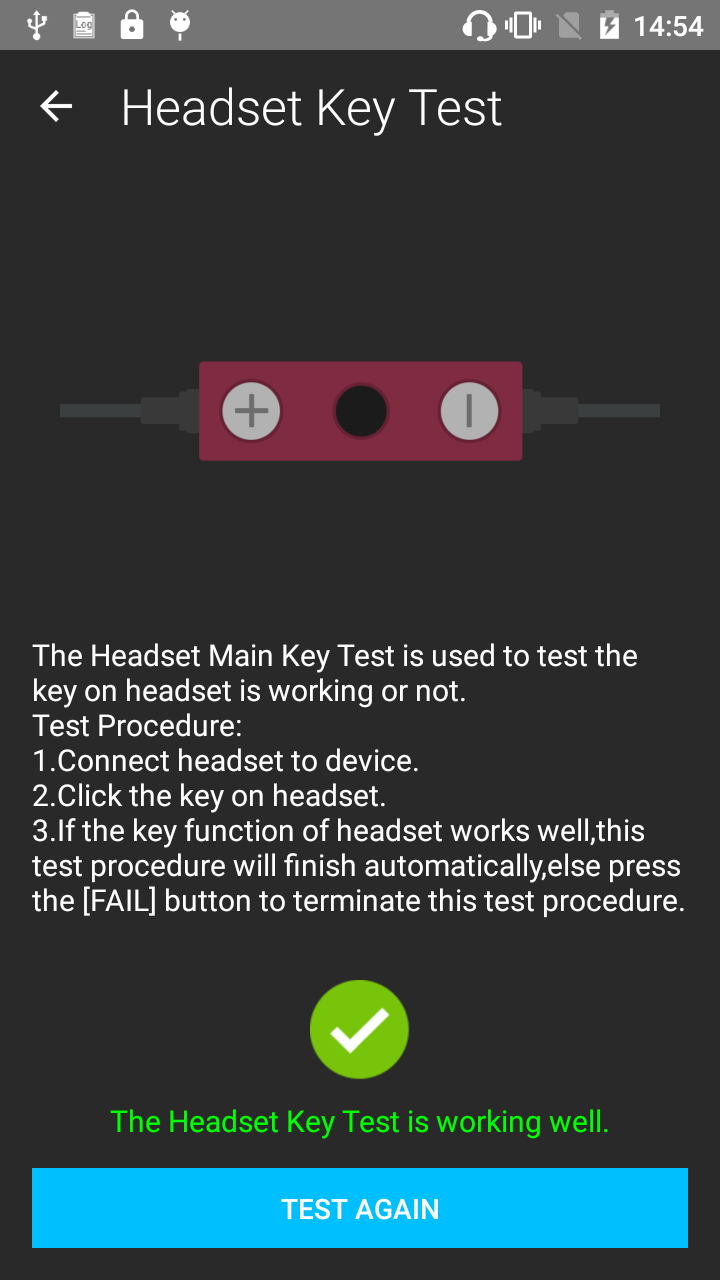 Log
14:54
Headset Key Test
The Headset Main Key Test is used to test the
key on headset is working or not.
Test Procedure:
1.Connect headset to device.
2.Click the key on headset.
3.If the key function of headset works well,this
test procedure will finish automatically,else press
the [FAIL] button to terminate this test procedure.
The Headset Key Test is working well.
TEST AGAIN